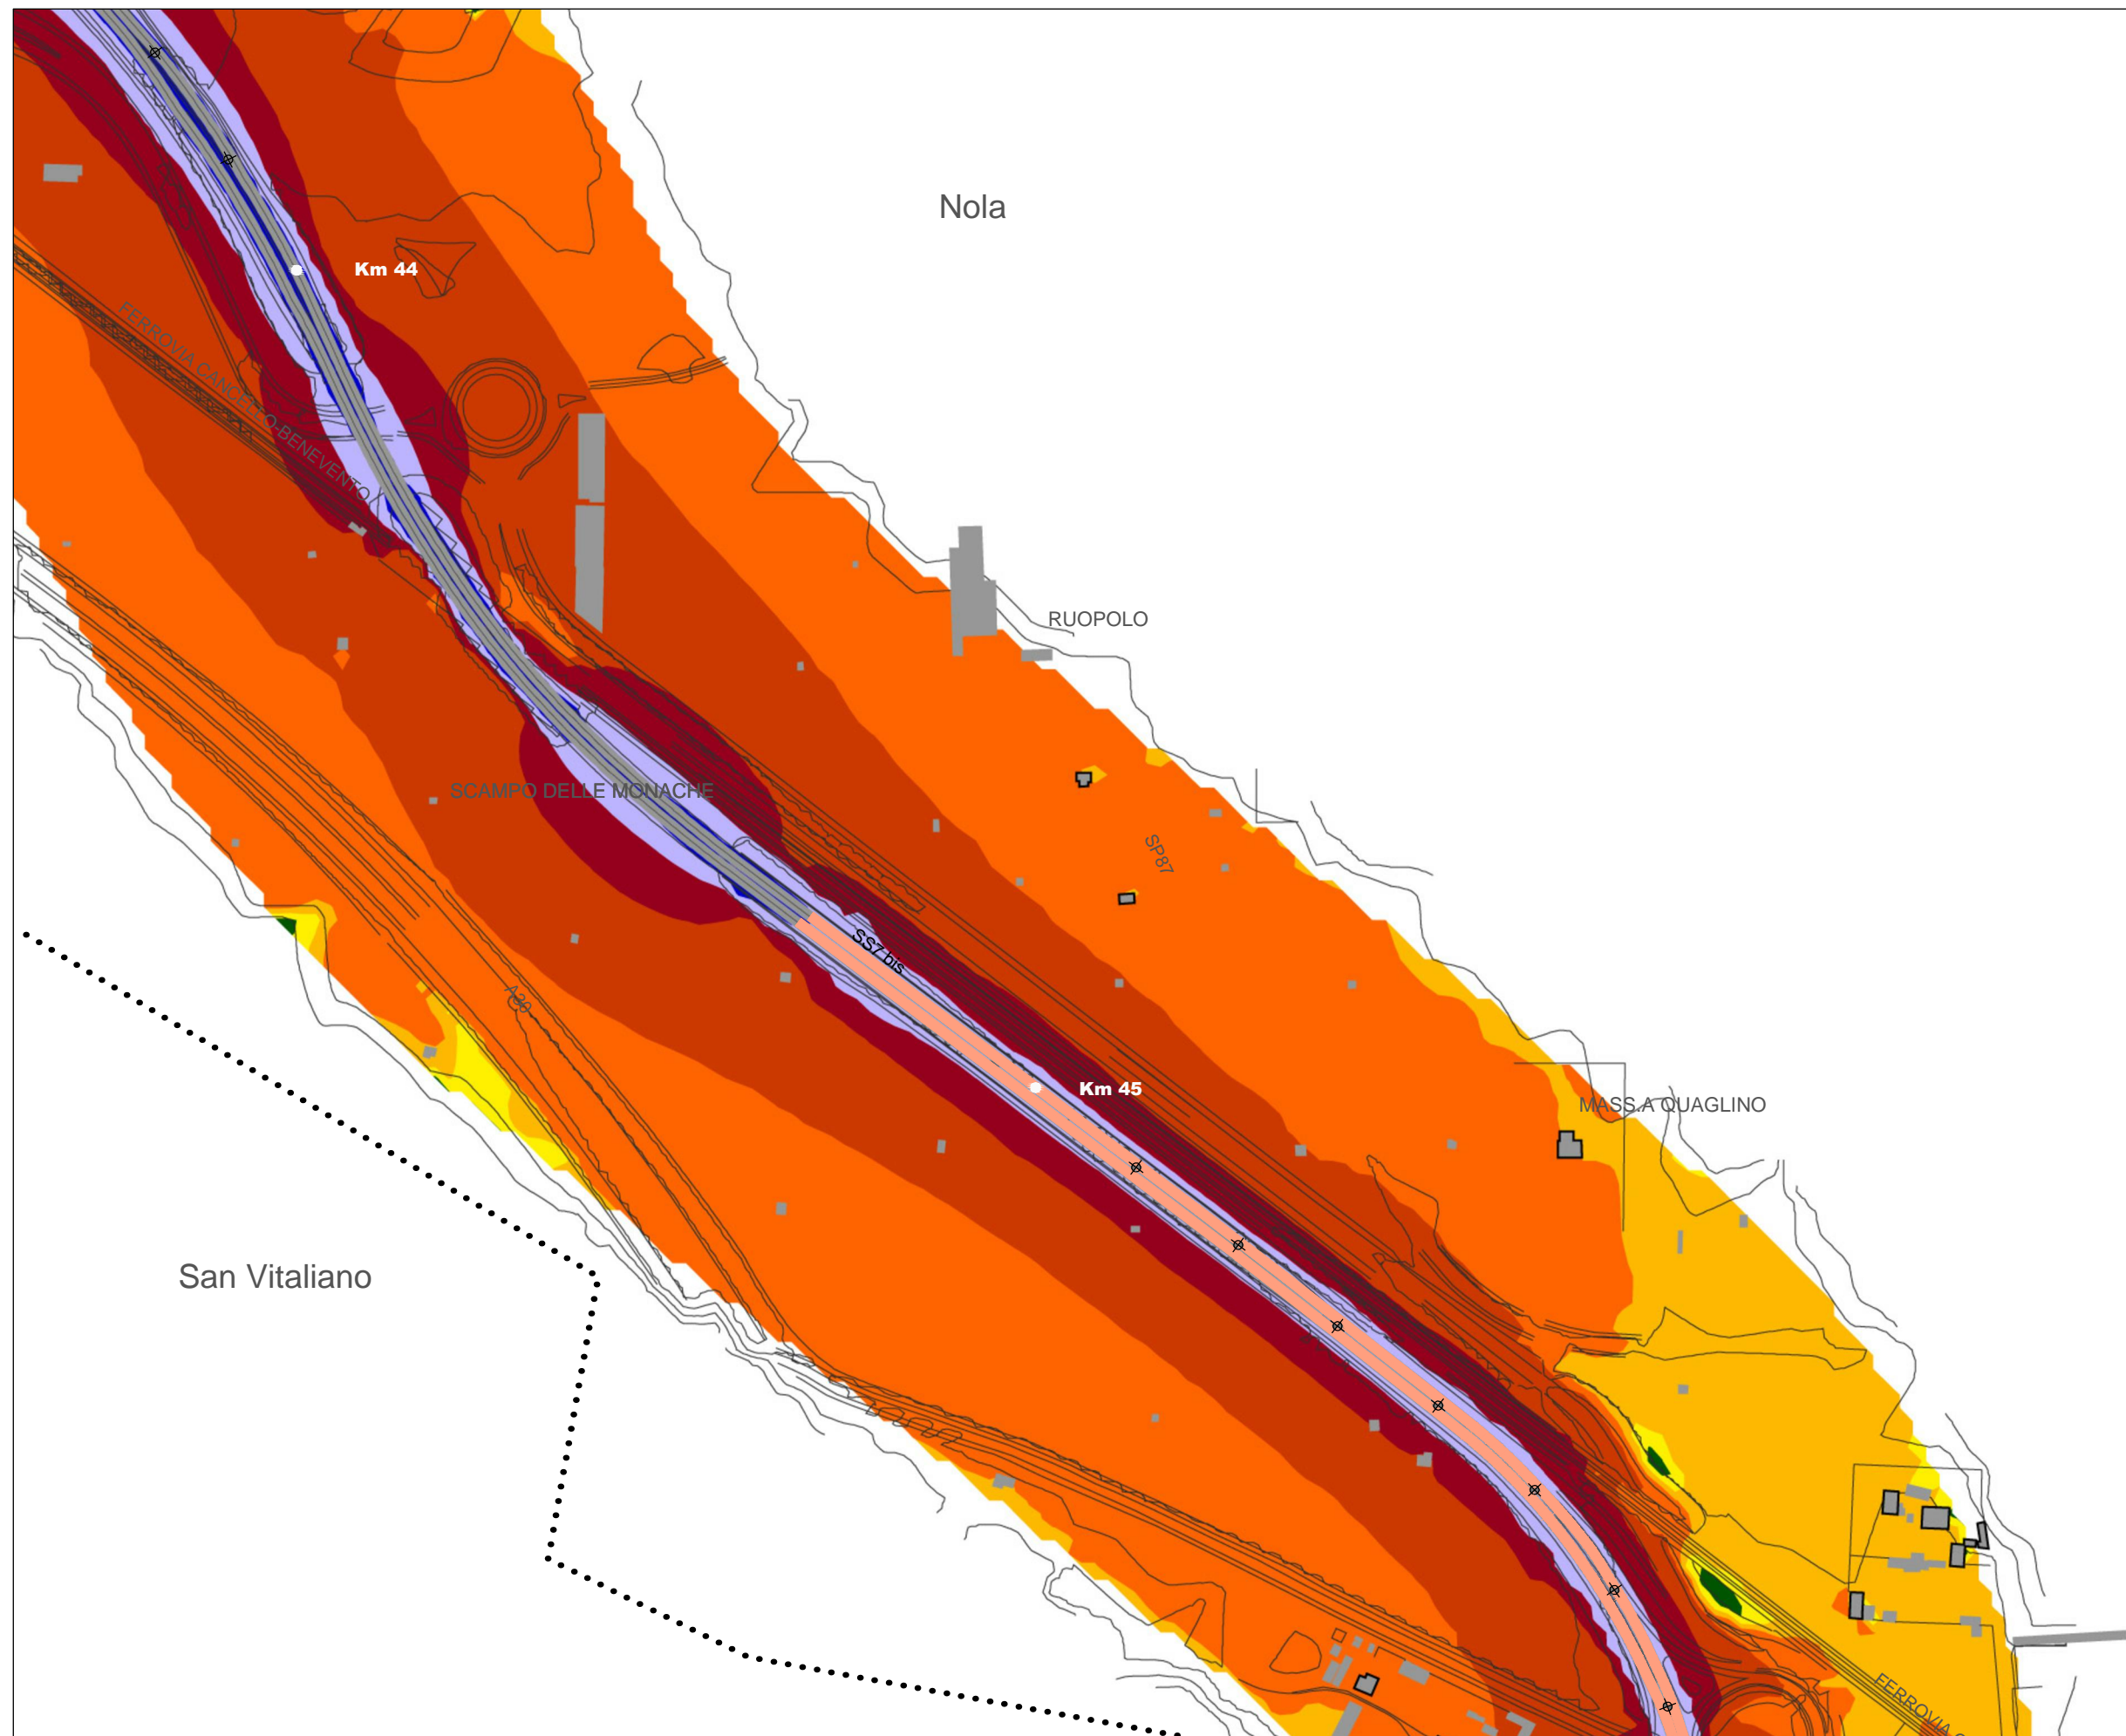 Nola
Km 44
FERROVIA CANCELLO-BENEVENTO
RUOPOLO
SCAMPO DELLE MONACHE
SP87
SS7 bis
A30
Km 45
MASS.A QUAGLINO
San Vitaliano
FERROVIA